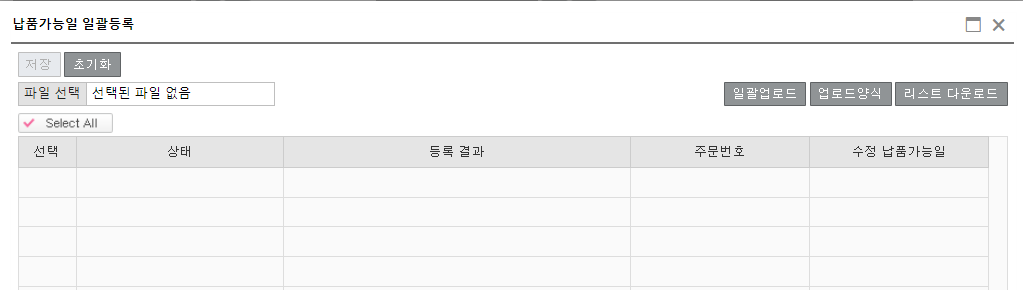 납품가능일 일괄등록
저장 초기화
파일 선택 선택된 파일 없음 일괄업로드 업로드양식 리스트 다운로드
Select All
선택 상태 등록 결과 주문번호 수정 납품가능일